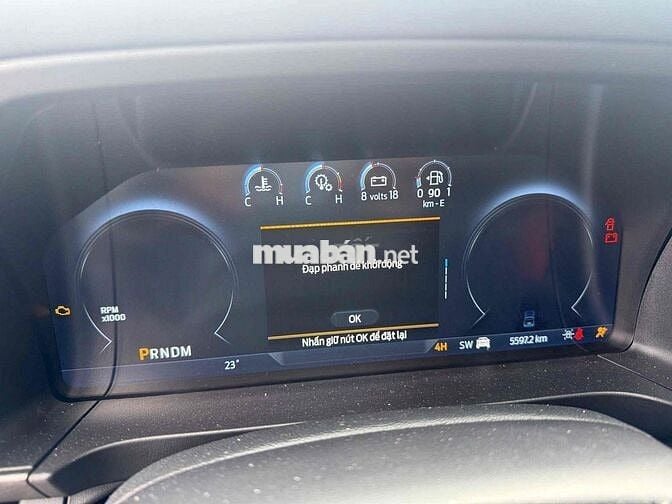 C H
C H
8 volts 18
0 90 1
km - E
muaban.net
Đạp phanh để khởi động
RPM
x1000
OK
PRNDM
Nhấn giữ nút OK để đặt lại
23°
4H
SW
5597.2 km